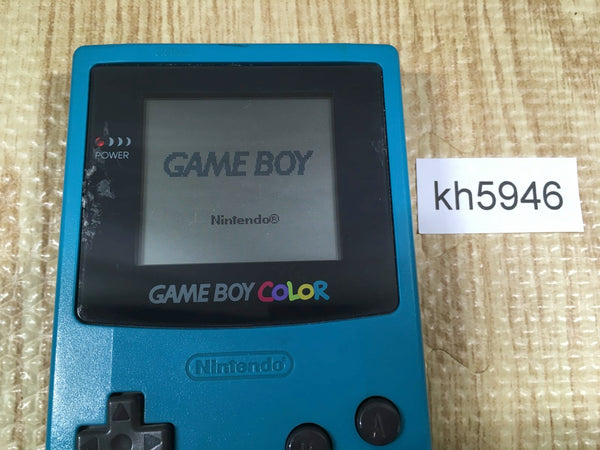 POWER
GAME BOY
Nintendo®
GAME BOY COLOR
Nintendo
B
A
kh5946